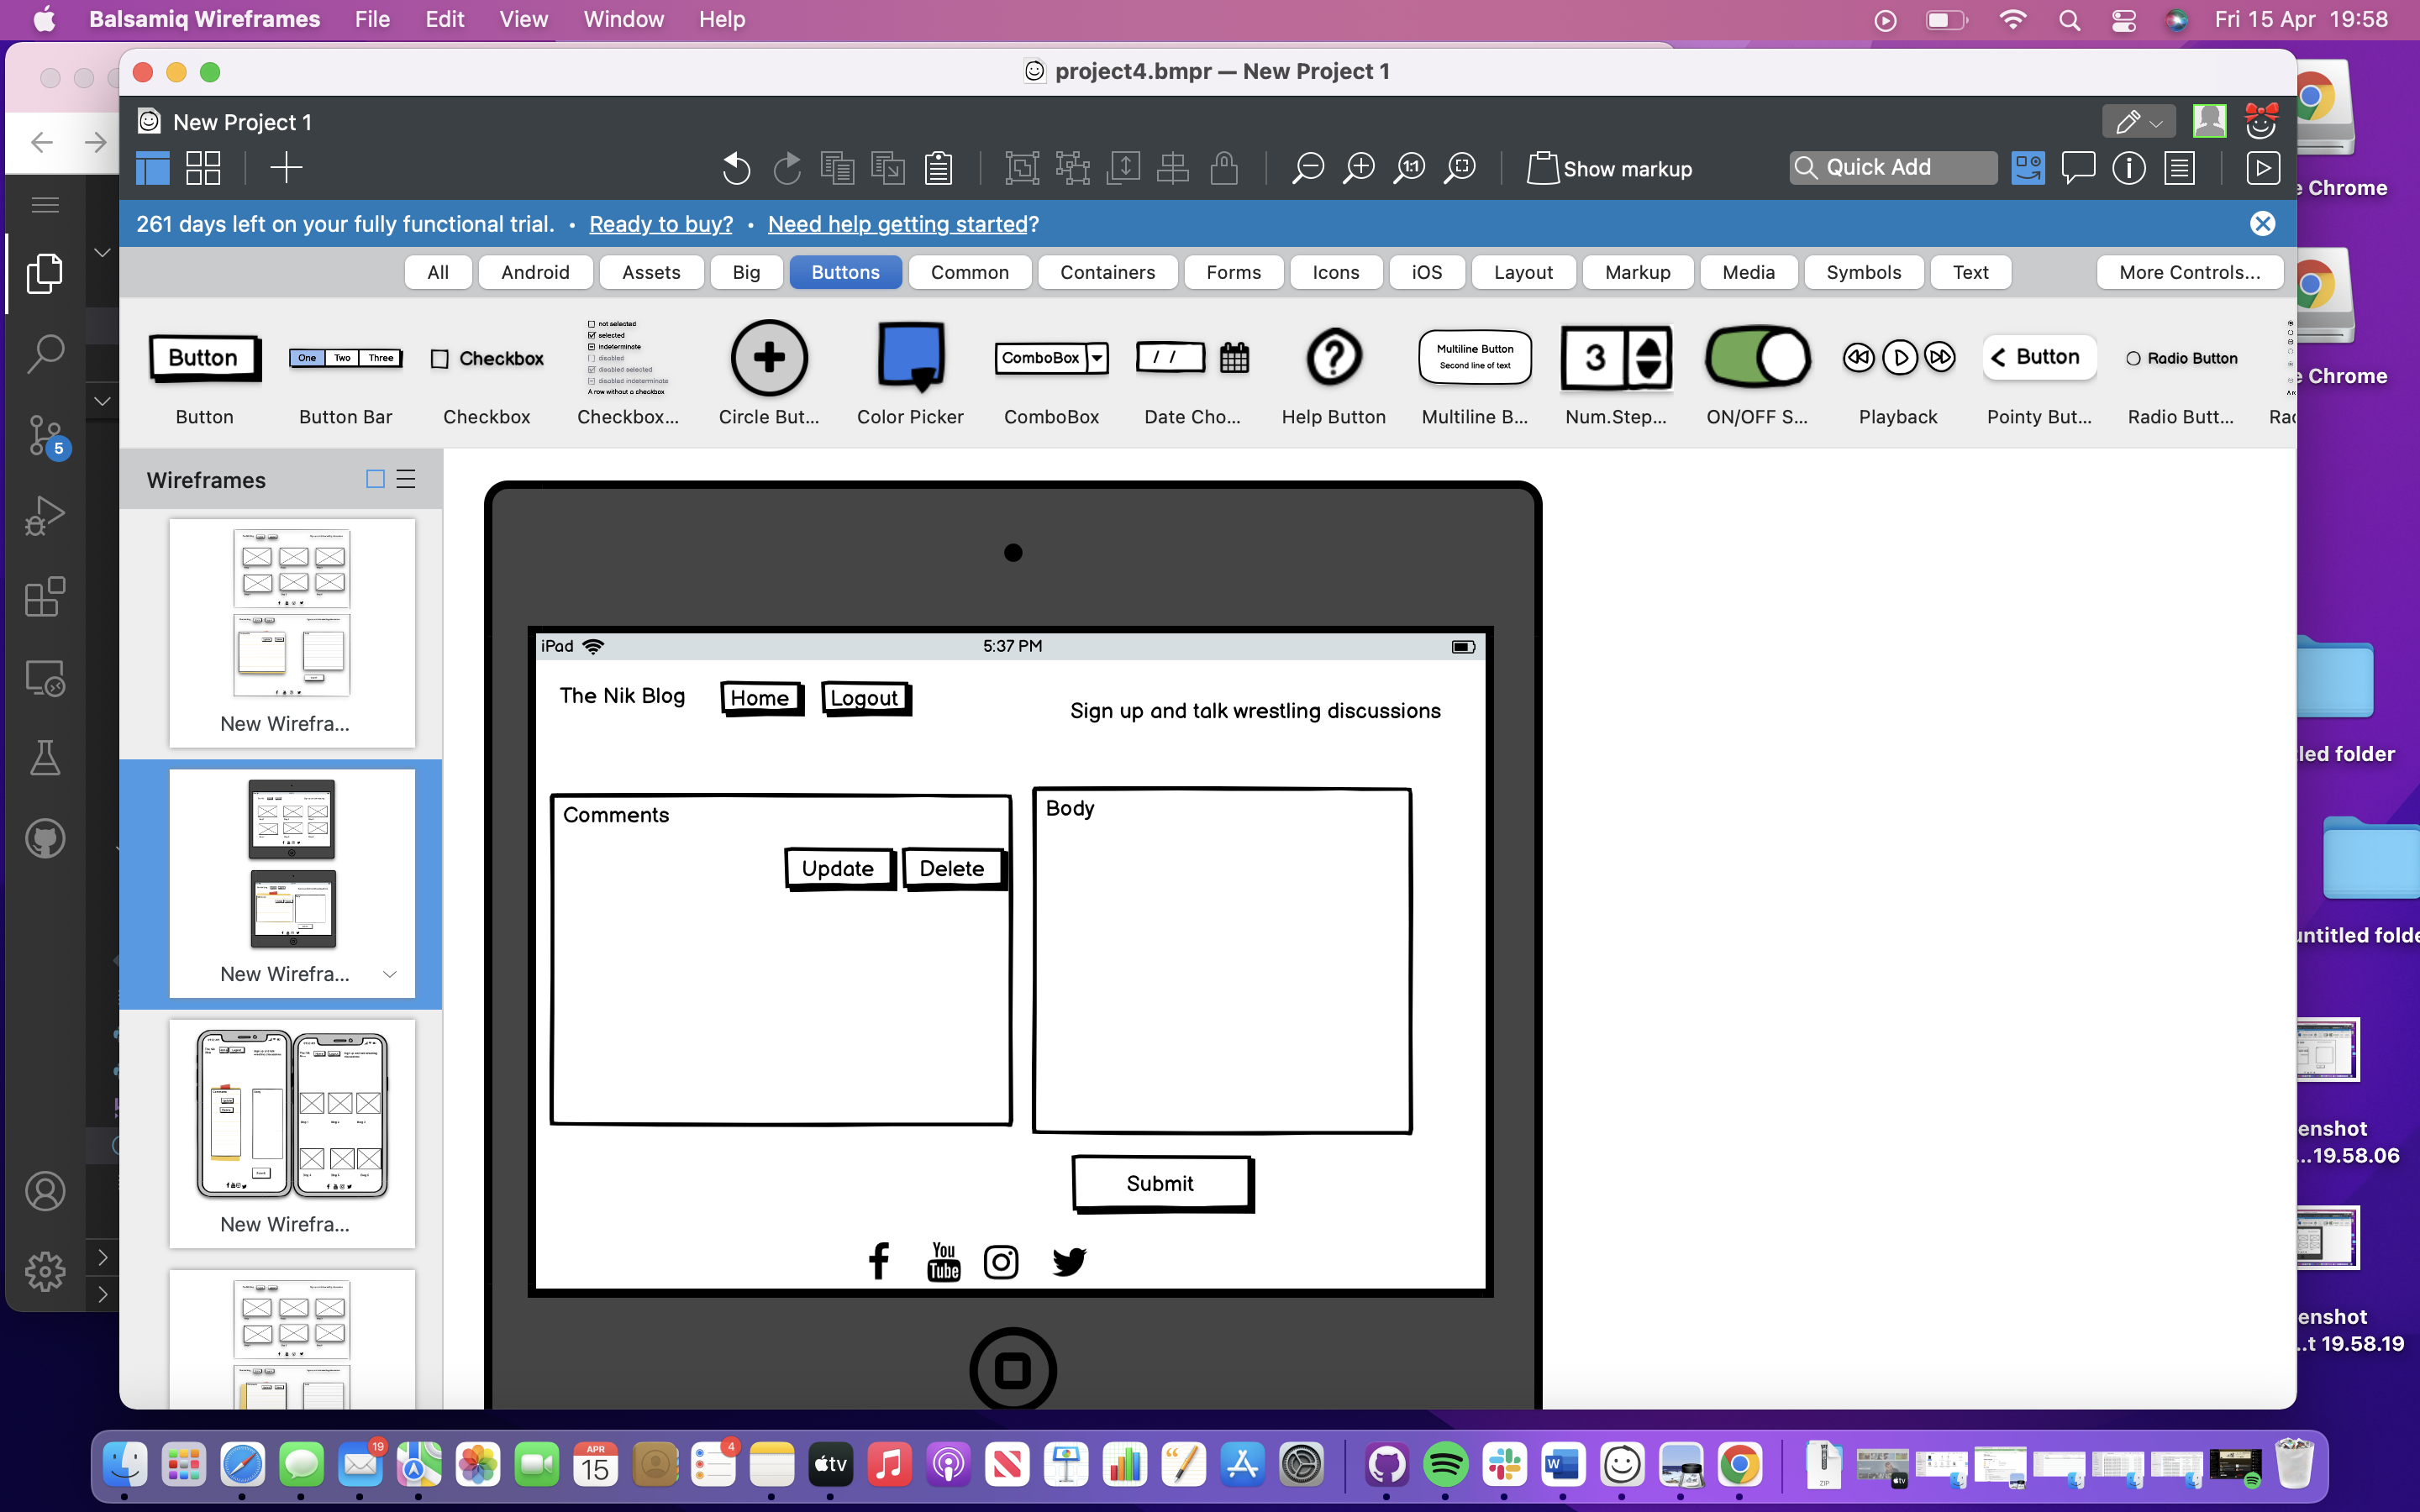 Balsamiq Wireframes File Edit View Window Help Fri 15 Apr 19:58
project4.bmpr — New Project 1
New Project 1
1:1 Show markup Quick Add
261 days left on your fully functional trial. • Ready to buy? • Need help getting started?
All Android Assets Big Buttons Common Containers Forms Icons iOS Layout Markup Media Symbols Text More Controls...
Button One Two Three Checkbox ComboBox / / ? 3 Button Radio Button
not selected
selected
indeterminate
disabled
disabled selected
disabled indeterminate
A row without a checkbox
Multiline Button
Second line of text
Button Button Bar Checkbox Checkbox... Circle But... Color Picker ComboBox Date Cho... Help Button Multiline B... Num.Step... ON/OFF S... Playback Pointy But... Radio Butt... Rac
Wireframes
New Wirefra...
New Wirefra...
New Wirefra...
iPad 5:37 PM
The Nik Blog Home Logout
Sign up and talk wrestling discussions
Comments Body
Update Delete
Submit
You
Tube
5
e Chrome
e Chrome
led folder
untitled folde
enshot
...19.58.06
enshot
...t 19.58.19
19 APR 15 4 tv W ZIP